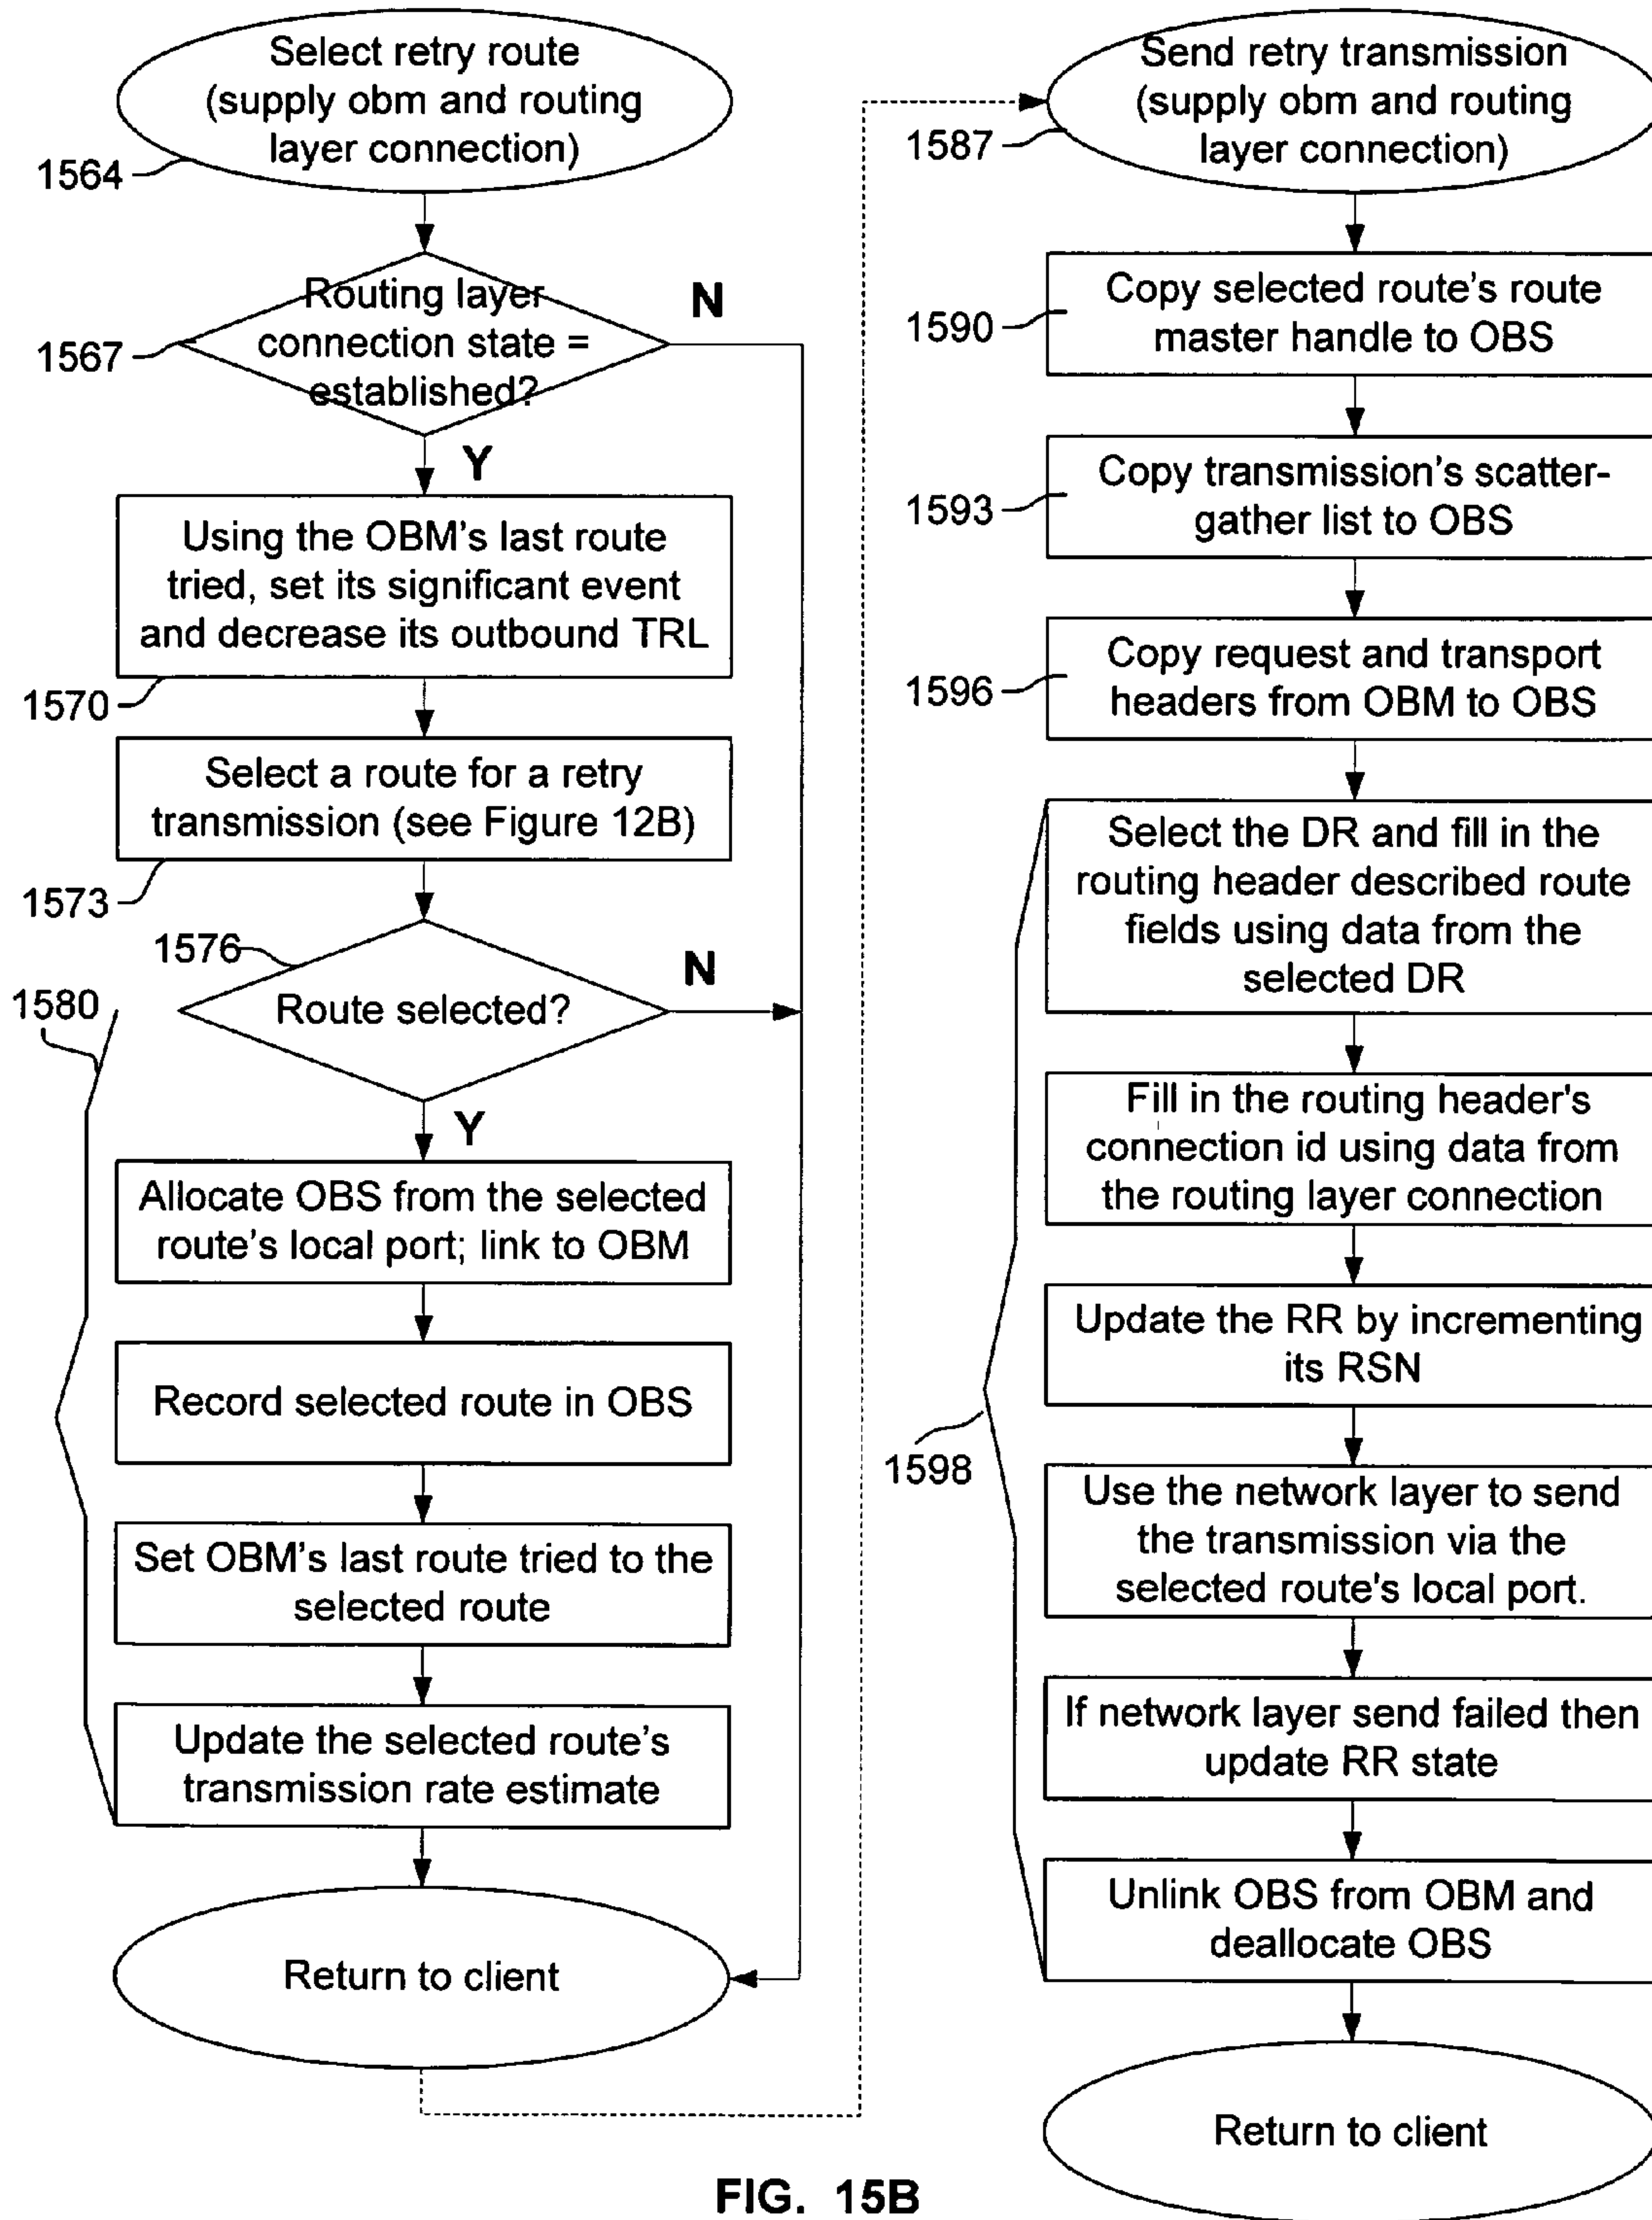 Select retry route
(supply obm and routing
layer connection)
1564
Routing layer
connection state =
established?
1567
N
Y
Using the OBM's last route
tried, set its significant event
and decrease its outbound TRL
1570
Select a route for a retry
transmission (see Figure 12B)
1573
1576
Route selected?
N
1580
Y
Allocate OBS from the selected
route's local port; link to OBM
Record selected route in OBS
Set OBM's last route tried to the
selected route
Update the selected route's
transmission rate estimate
Return to client
Send retry transmission
(supply obm and routing
layer connection)
1587
Copy selected route's route
master handle to OBS
1590
Copy transmission's scatter-
gather list to OBS
1593
Copy request and transport
headers from OBM to OBS
1596
Select the DR and fill in the
routing header described route
fields using data from the
selected DR
Fill in the routing header's
connection id using data from
the routing layer connection
Update the RR by incrementing
its RSN
1598
Use the network layer to send
the transmission via the
selected route's local port.
If network layer send failed then
update RR state
Unlink OBS from OBM and
deallocate OBS
Return to client
FIG. 15B